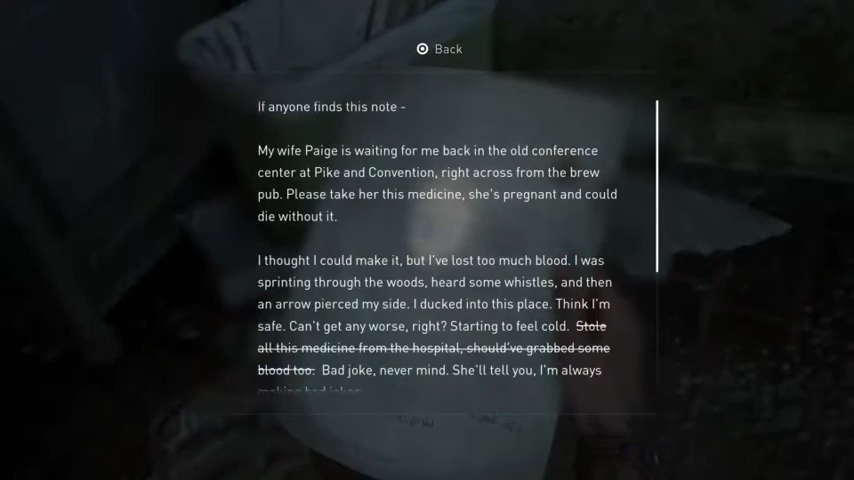 Back
If anyone finds this note -
My wife Paige is waiting for me back in the old conference
center at Pike and Convention, right across from the brew
pub. Please take her this medicine, she's pregnant and could
die without it.
I thought I could make it, but I've lost too much blood. I was
sprinting through the woods, heard some whistles, and then
an arrow pierced my side. I ducked into this place. Think I'm
safe. Can't get any worse, right? Starting to feel cold. Stole
all this medicine from the hospital, should've grabbed some
blood too. Bad joke, never mind. She'll tell you, I'm always
making bad jokes.